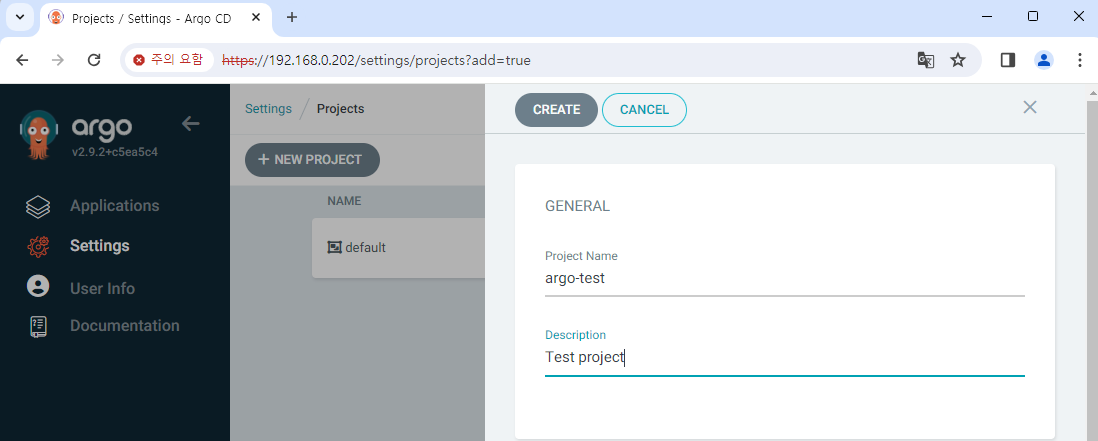 Projects / Settings - Argo CD
주의 요함 https://192.168.0.202/settings/projects?add=true
argo
v2.9.2+c5ea5c4
Applications
Settings
User Info
Documentation
Settings / Projects
+ NEW PROJECT
NAME
default
CREATE CANCEL
GENERAL
Project Name
argo-test
Description
Test project